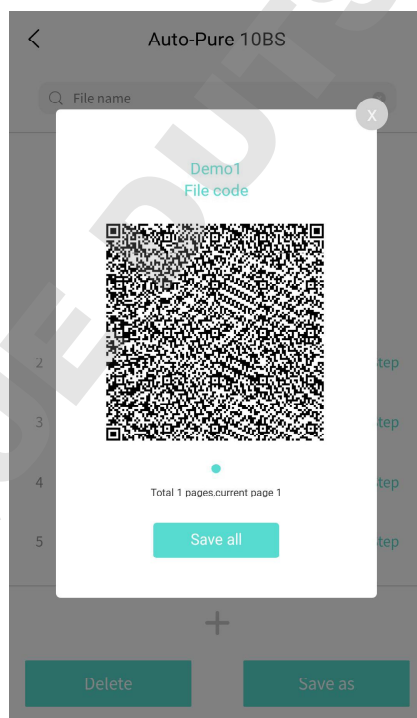 Auto-Pure 10BS
File name
X
Demo1
File code
2
tep
3
tep
4
tep
5
tep
Total 1 pages,current page 1
Save all
Delete
Save as